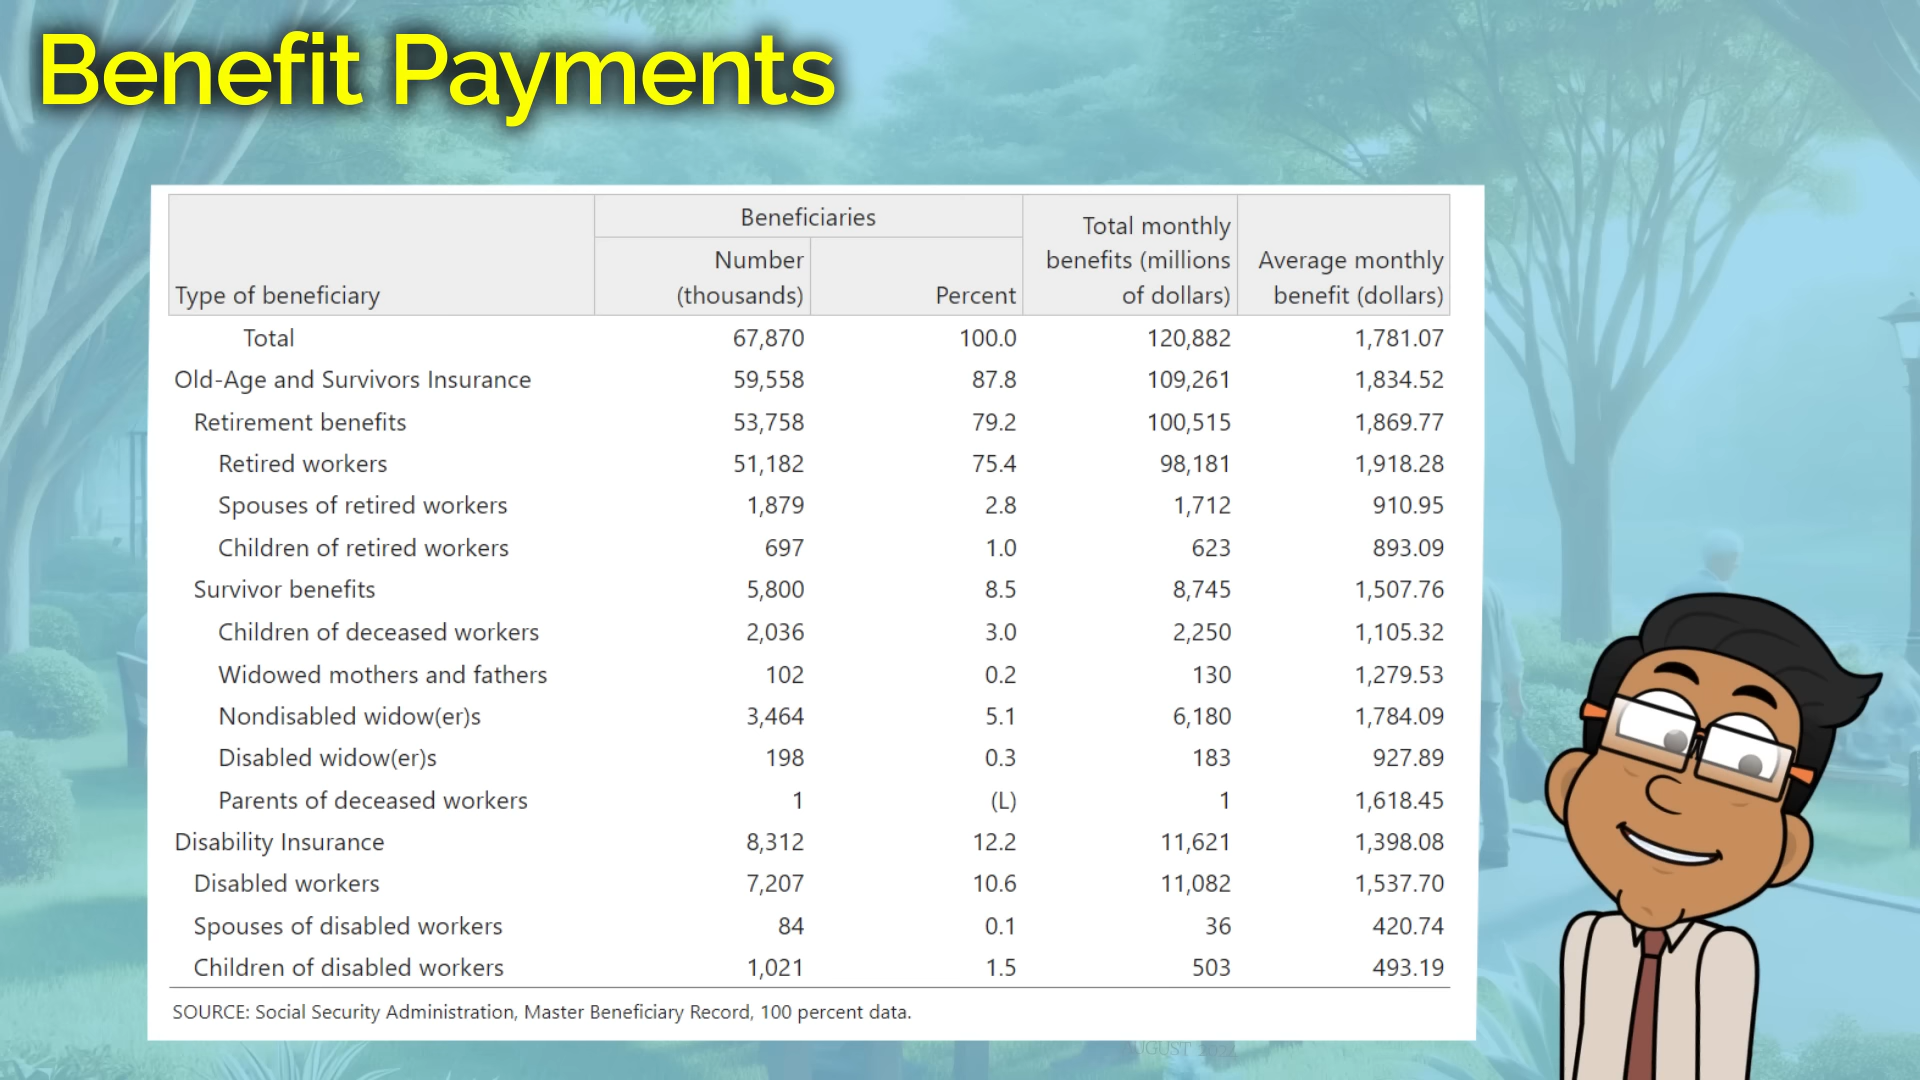 Benefit Payments
Beneficiaries
Type of beneficiary Number (thousands) Percent Total monthly benefits (millions of dollars) Average monthly benefit (dollars)
Total 67,870 100.0 120,882 1,781.07
Old-Age and Survivors Insurance 59,558 87.8 109,261 1,834.52
Retirement benefits 53,758 79.2 100,515 1,869.77
Retired workers 51,182 75.4 98,181 1,918.28
Spouses of retired workers 1,879 2.8 1,712 910.95
Children of retired workers 697 1.0 623 893.09
Survivor benefits 5,800 8.5 8,745 1,507.76
Children of deceased workers 2,036 3.0 2,250 1,105.32
Widowed mothers and fathers 102 0.2 130 1,279.53
Nondisabled widow(er)s 3,464 5.1 6,180 1,784.09
Disabled widow(er)s 198 0.3 183 927.89
Parents of deceased workers 1 (L) 1 1,618.45
Disability Insurance 8,312 12.2 11,621 1,398.08
Disabled workers 7,207 10.6 11,082 1,537.70
Spouses of disabled workers 84 0.1 36 420.74
Children of disabled workers 1,021 1.5 503 493.19
SOURCE: Social Security Administration, Master Beneficiary Record, 100 percent data.